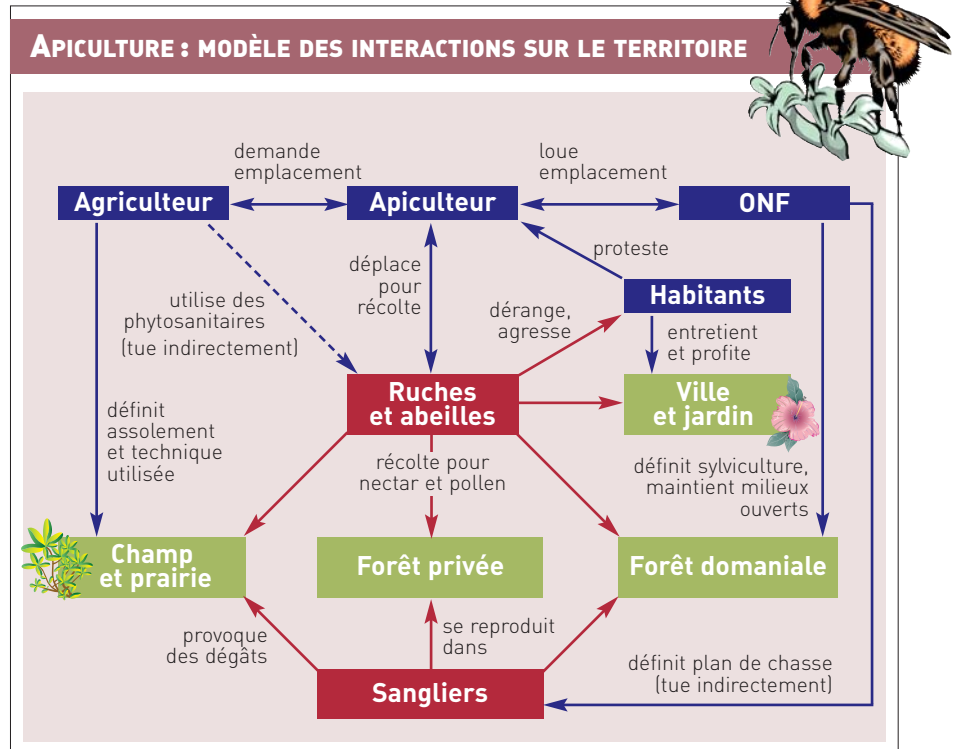 APICULTURE : MODÈLE DES INTERACTIONS SUR LE TERRITOIRE
demande
emplacement
loue
emplacement
Agriculteur
Apiculteur
ONF
proteste
déplace
pour
récolte
Habitants
utilise des
phytosanitaires
(tue indirectement)
dérange,
agresse
entretient
et profite
Ruches
et abeilles
Ville
et jardin
définit
assolement
et technique
utilisée
récolte pour
nectar et pollen
définit sylviculture,
maintient milieux
ouverts
Champ
et prairie
Forêt privée
Forêt domaniale
provoque
des dégâts
se reproduit
dans
définit plan de chasse
(tue indirectement)
Sangliers